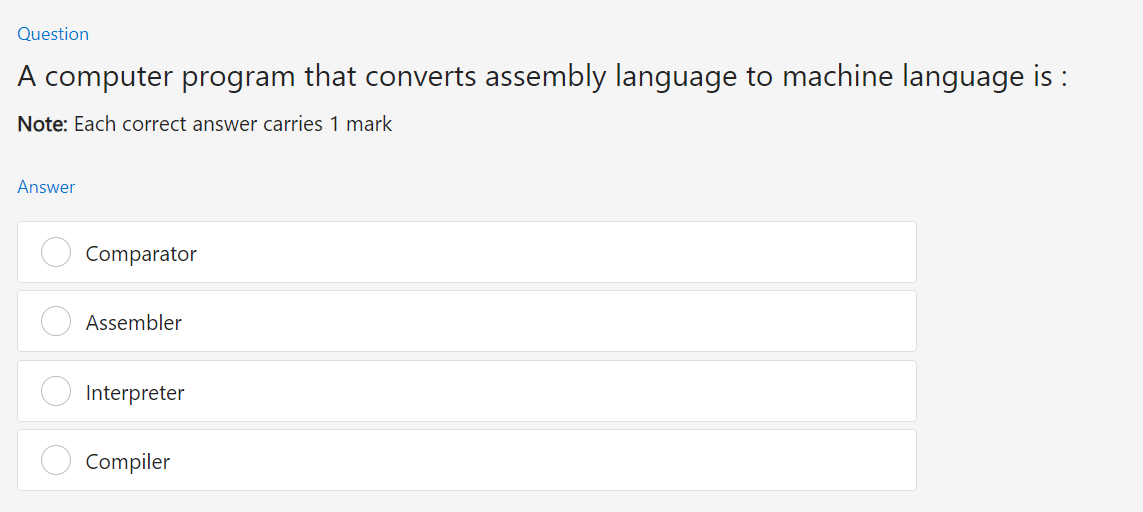 Question
A computer program that converts assembly language to machine language is :
Note: Each correct answer carries 1 mark
Answer
Comparator
Assembler
Interpreter
Compiler